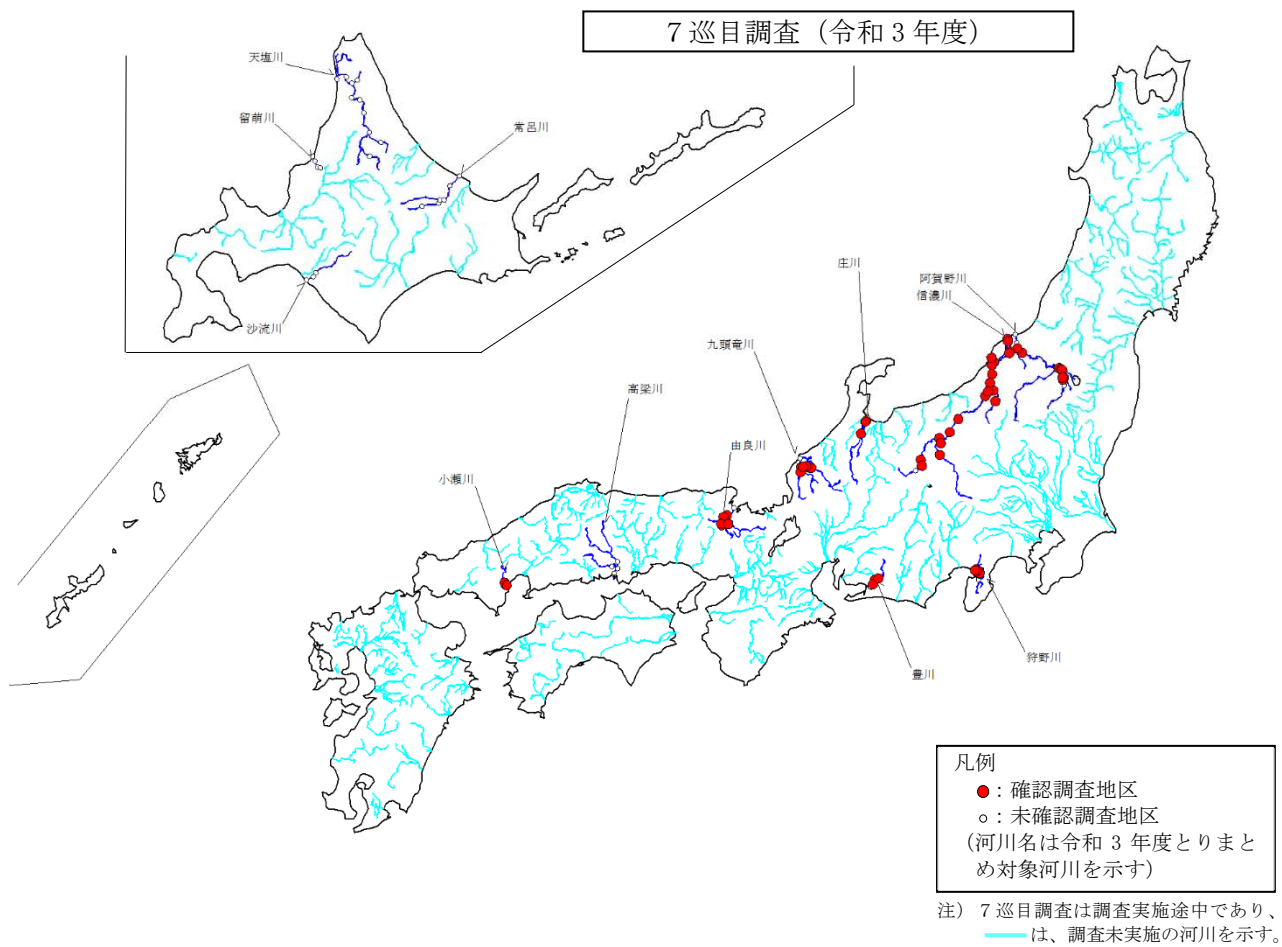 7巡目調査（令和3年度）
天塩川
留萌川
常呂川
沙流川
庄川
阿賀野川
信濃川
九頭竜川
高梁川
由良川
小瀬川
狩野川
豊川
凡例
●：確認調査地区
○：未確認調査地区
（河川名は令和 3 年度とりまと
め対象河川を示す）
注） 7巡目調査は調査実施途中であり、
は、調査未実施の河川を示す。